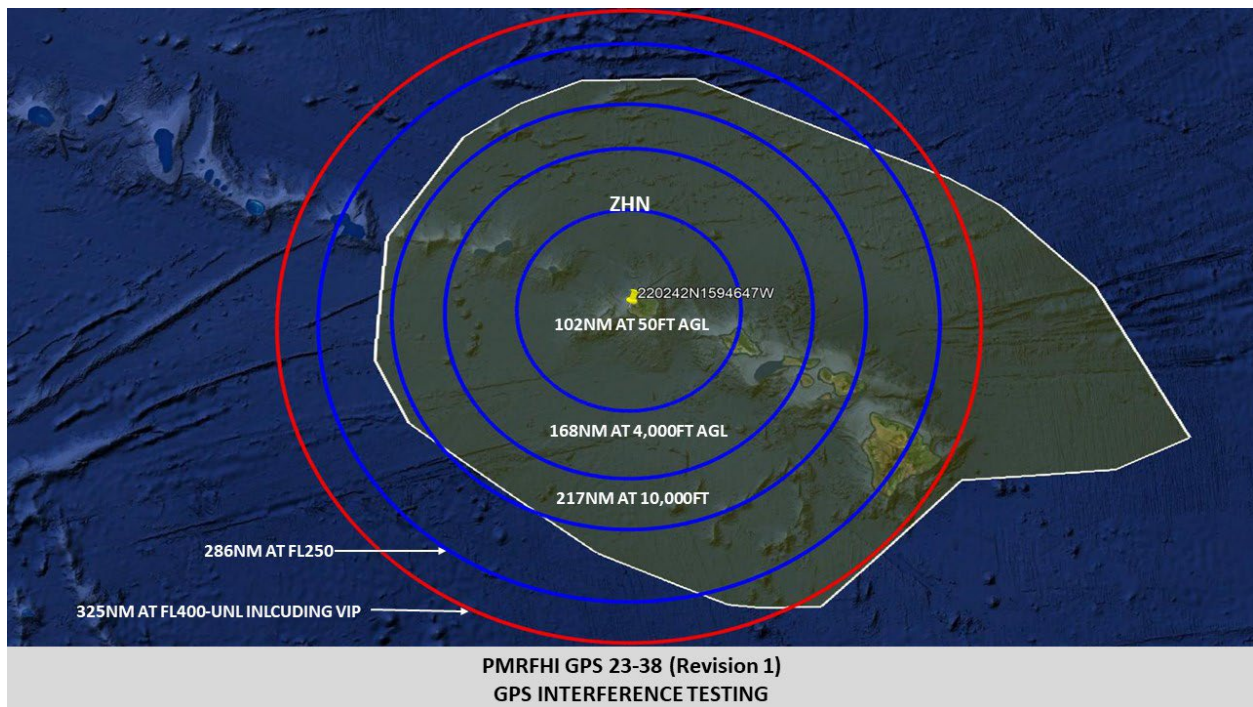 ZHN
220242N1594647W
102NM AT 50FT AGL
168NM AT 4,000FT AGL
217NM AT 10,000FT
286NM AT FL250
325NM AT FL400-UNL INLCUDING VIP
PMRFHI GPS 23-38 (Revision 1)
GPS INTERFERENCE TESTING